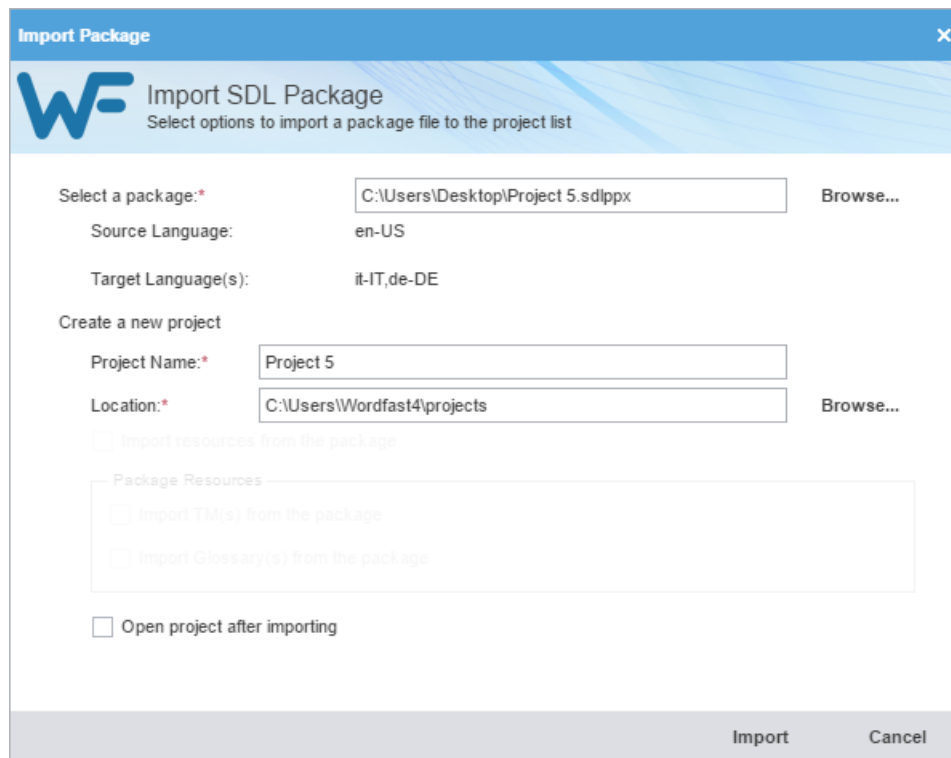 Import Package
WF Import SDL Package
Select options to import a package file to the project list
Select a package:* C:\Users\Desktop\Project 5.sdlppx Browse...
Source Language: en-US
Target Language(s): it-IT,de-DE
Create a new project
Project Name:* Project 5
Location:* C:\Users\Wordfast4\projects Browse...
Import resources from the package
Package Resources
Import TM(s) from the package
Import Glossary(s) from the package
Open project after importing
Import Cancel